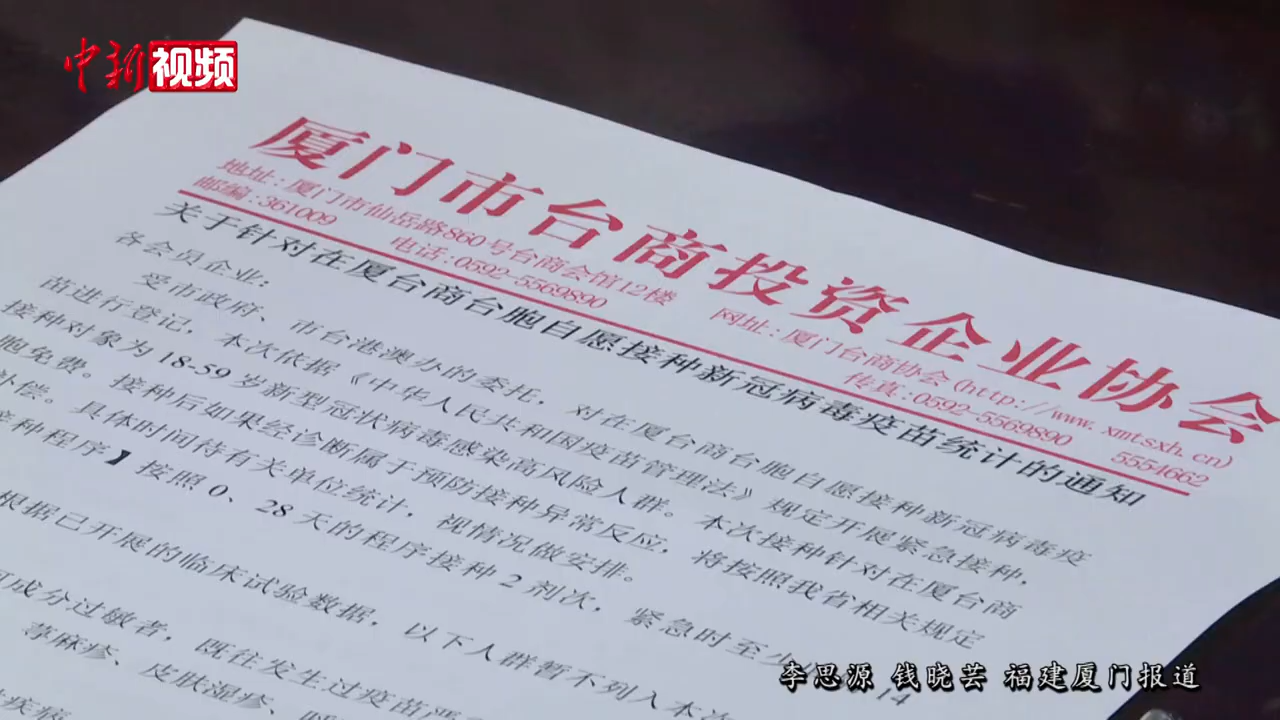 中新视频
厦门市台商投资企业协会
地址:厦门市仙岳路860号台商会馆12楼 网址:厦门台商协会(http://www.xmtsxh.cn)
邮编:361009 电话:0592-5569890 传真:0592-5569890 5554662
关于针对在厦台商台胞自愿接种新冠病毒疫苗统计的通知
各会员企业:
受市政府、市台港澳办的委托,对在厦台商台胞自愿接种新冠病毒疫
苗进行登记,本次依据《中华人民共和国疫苗管理法》规定开展紧急接种,
接种对象为18-59岁新型冠状病毒感染高风险人群。本次接种针对在厦台商
胞免费。接种后如果经诊断属于预防接种异常反应,将按照我省相关规定
补偿。具体时间待有关单位统计,视情况做安排。
接种程序】按照0、28天的程序接种2剂次,紧急时至少
14
根据已开展的临床试验数据,以下人群暂不列入本次
可成分过敏者,既往发生过疫苗严
荨麻疹、皮肤湿疹、
疾病
李思源 钱晓芸 福建厦门报道